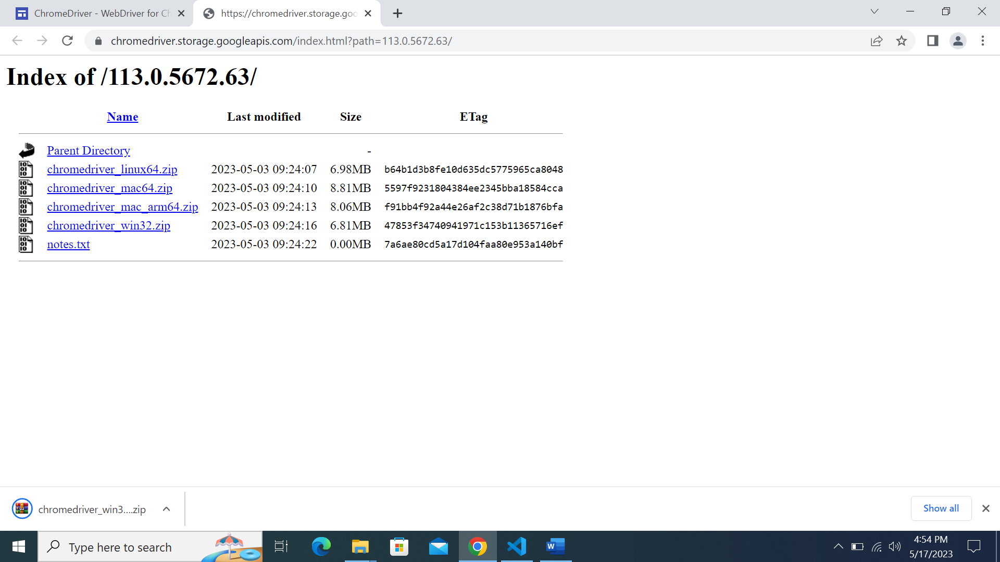 ChromeDriver - WebDriver for Ch
https://chromedriver.storage.goo
chromedriver.storage.googleapis.com/index.html?path=113.0.5672.63/
Index of /113.0.5672.63/
Name Last modified Size ETag
Parent Directory -
chromedriver_linux64.zip 2023-05-03 09:24:07 6.98MB b64b1d3b8fe10d635dc5775965ca8048
chromedriver_mac64.zip 2023-05-03 09:24:10 8.81MB 5597f9231804384ee2345bba18584cca
chromedriver_mac_arm64.zip 2023-05-03 09:24:13 8.06MB f91bb4f92a44e26af2c38d71b1876bfa
chromedriver_win32.zip 2023-05-03 09:24:16 6.81MB 47853f34740941971c153b11365716ef
notes.txt 2023-05-03 09:24:22 0.00MB 7a6ae80cd5a17d104faa80e953a140bf
chromedriver_win3....zip
Show all
Type here to search
4:54 PM
5/17/2023